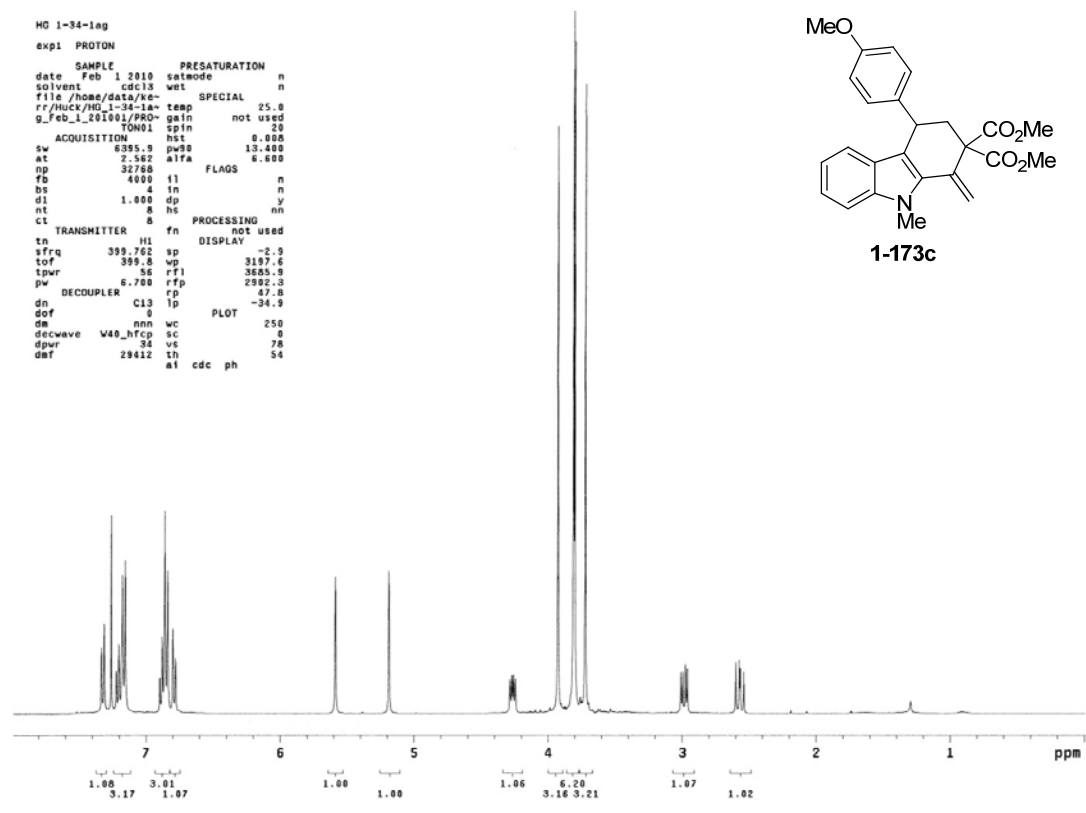 HG 1-34-1ag
exp1 PROTON
SAMPLE PRESATURATION
date Feb 1 2010 satmode n
solvent cdcl3 wet n
file /home/data/ke~ SPECIAL
rr/Huck/HG_1-34-1a~ temp 25.0
g_Feb_1_201001/PRO~ gain not used
TON01 spin 20
ACQUISITION hst 0.008
sw 6395.9 pw90 13.400
at 2.562 alfa 6.600
np 32768 FLAGS
fb 4000 il n
bs 4 in n
d1 1.000 dp y
nt 8 hs nn
ct 8 PROCESSING
TRANSMITTER fn not used
tn H1 DISPLAY
sfrq 399.762 sp -2.9
tof 399.8 wp 3197.6
tpwr 56 rfl 3685.9
pw 6.700 rfp 2902.3
DECOUPLER rp 47.8
dn C13 lp -34.9
dof 0 PLOT
dm nnn wc 250
decwave W40_hfcp sc 0
dpwr 34 vs 78
dmf 29412 th 54
ai cdc ph
MeO
CO2Me
CO2Me
N
Me
1-173c
7 6 5 4 3 2 1 ppm
1.08 3.01 1.00 1.06 6.20 1.07 1.02
3.17 1.07 1.00 3.16 3.21